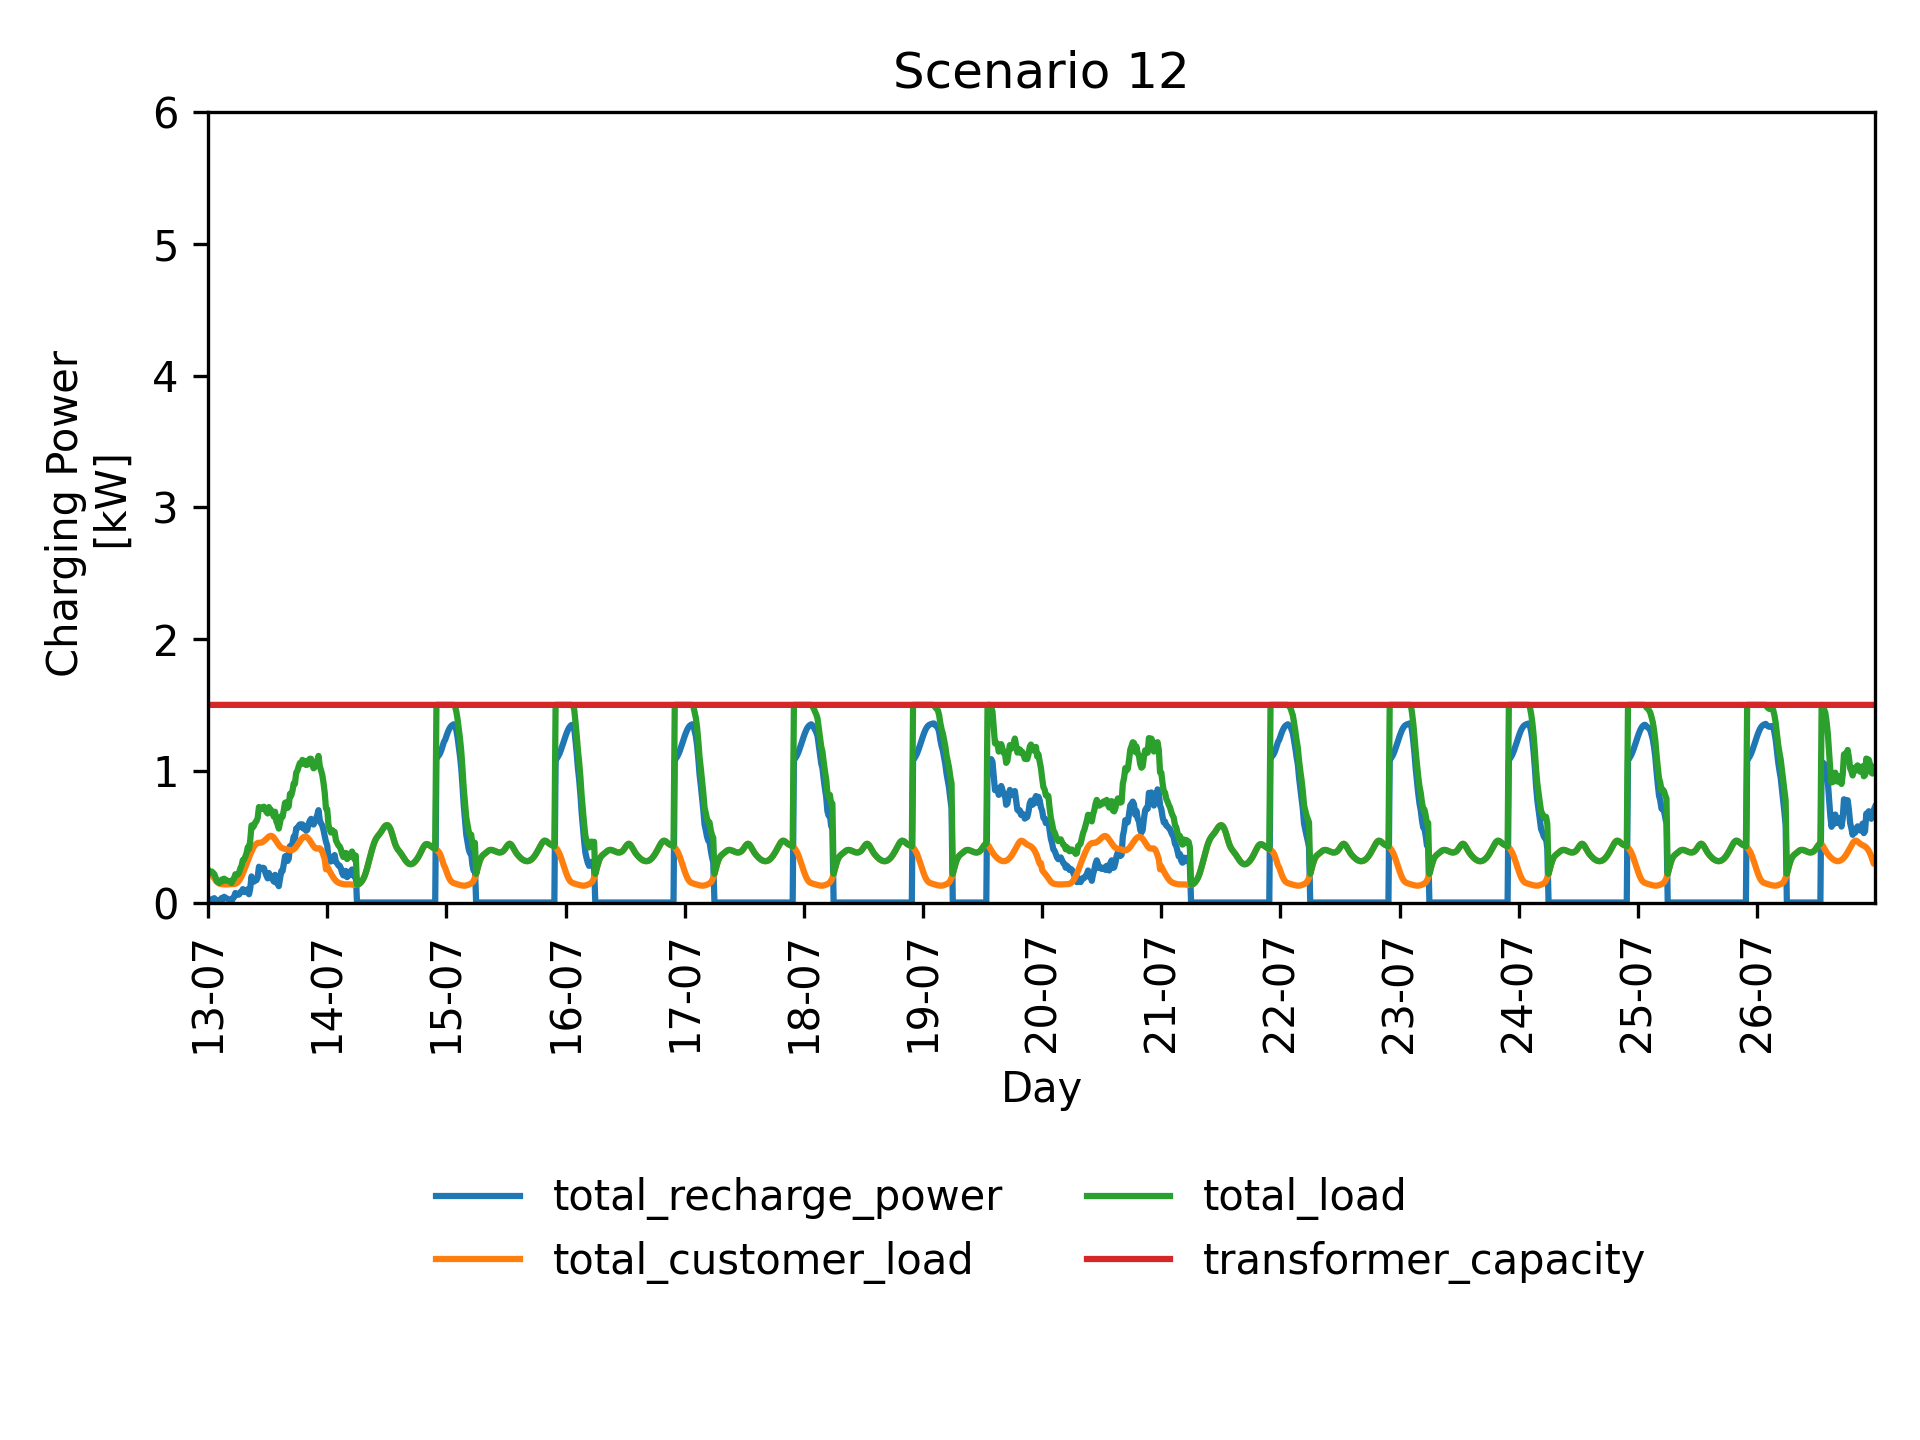 Scenario 12
6
5
4
3
2
1
0
Charging Power
[kW]
13-07
14-07
15-07
16-07
17-07
18-07
19-07
20-07
21-07
22-07
23-07
24-07
25-07
26-07
Day
total_recharge_power
total_customer_load
total_load
transformer_capacity